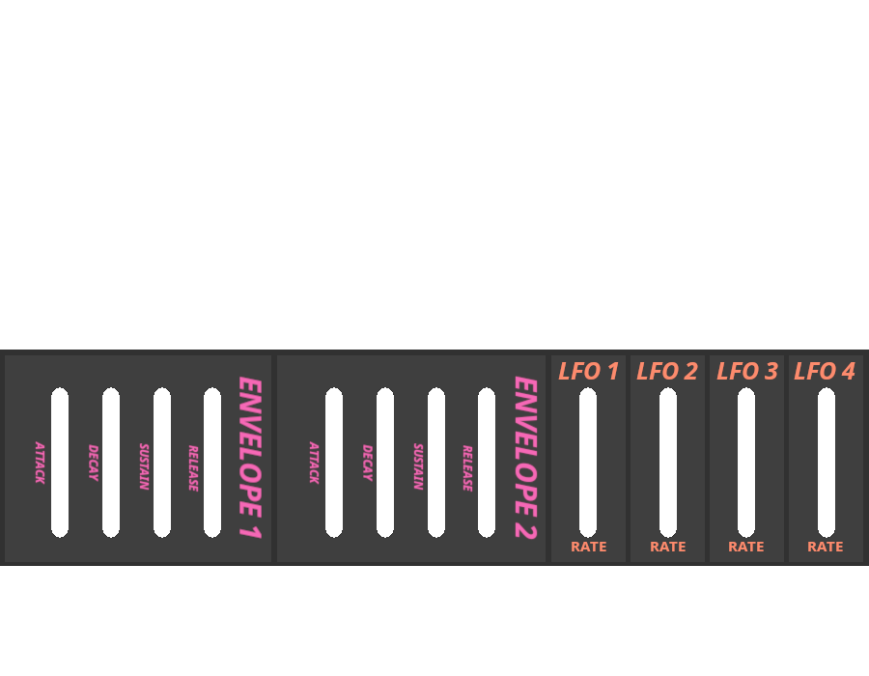 ATTACK
DECAY
SUSTAIN
RELEASE
ENVELOPE 1
ATTACK
DECAY
SUSTAIN
RELEASE
ENVELOPE 2
LFO 1
RATE
LFO 2
RATE
LFO 3
RATE
LFO 4
RATE